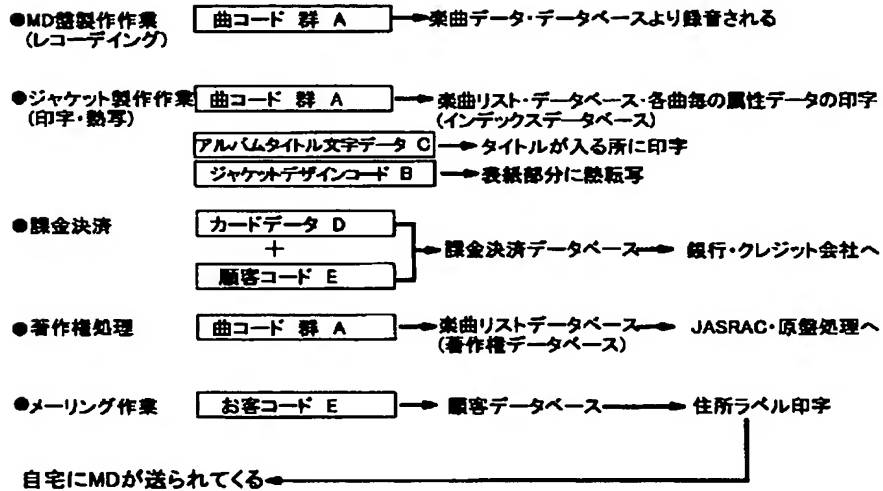 ●MD盤製作作業 曲コード 群 A 楽曲データ・データベースより録音される
(レコーデイング)
●ジャケット製作作業 曲コード 群 A 楽曲リスト・データベース・各曲毎の属性データの印字
(印字・熱写) (インデックスデータベース)
アルバムタイトル文字データ C タイトルが入る所に印字
ジャケットデザインコード B 表紙部分に熱転写
●課金決済 カードデータ D
+ 課金決済データベース 銀行・クレジット会社へ
顧客コード E
●著作権処理 曲コード 群 A 楽曲リストデータベース JASRAC・原盤処理へ
(著作権データベース)
●メーリング作業 お客コード E 顧客データベース 住所ラベル印字
自宅にMDが送られてくる